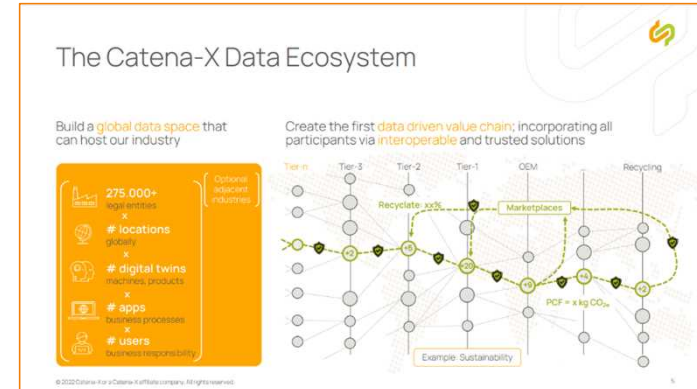 The Catena-X Data Ecosystem
Build a global data space that
can host our industry
Create the first data driven value chain; incorporating all
participants via interoperable and trusted solutions
275.000+
legal entities
x
# locations
globally
x
# digital twins
machines, products
x
# apps
business processes
x
# users
business responsibility
Optional
adjacent
industries
Tier n
Tier-3
Tier-2
Tier-1
OEM
...
Recycling
Recyclate: xx%
Marketplaces
+2
+5
+20
+9
+4
+2
PCF = x kg CO₂ₑ
Example: Sustainability
© 2022 Catena-X or a Catena-X affiliate company. All rights reserved.